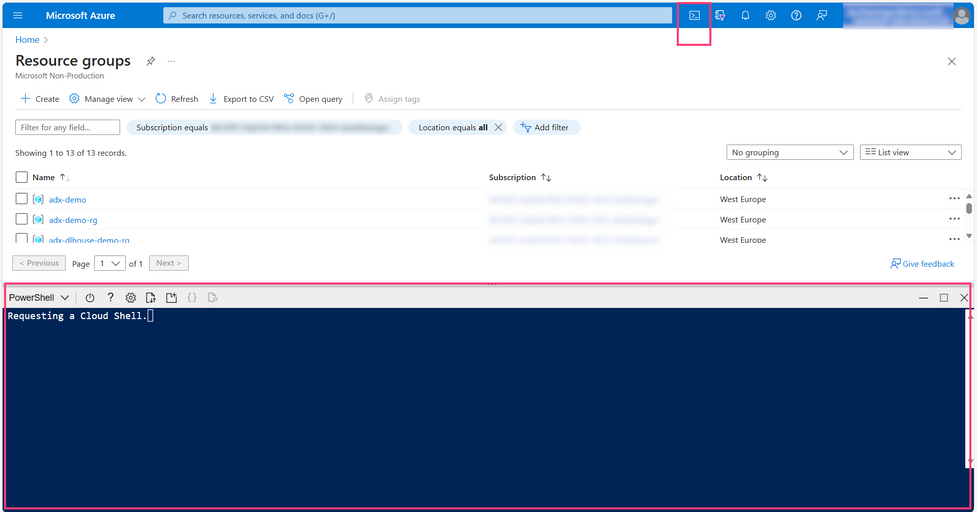 Microsoft Azure
Search resources, services, and docs (G+/)
Home >
Resource groups
Microsoft Non-Production
Create Manage view Refresh Export to CSV Open query Assign tags
Filter for any field... Subscription equals Location equals all Add filter
Showing 1 to 13 of 13 records.
No grouping List view
Name Subscription Location
adx-demo West Europe
adx-demo-rg West Europe
adx-dlhouse-demo-rg West Europe
< Previous Page 1 of 1 Next > Give feedback
PowerShell
Requesting a Cloud Shell.